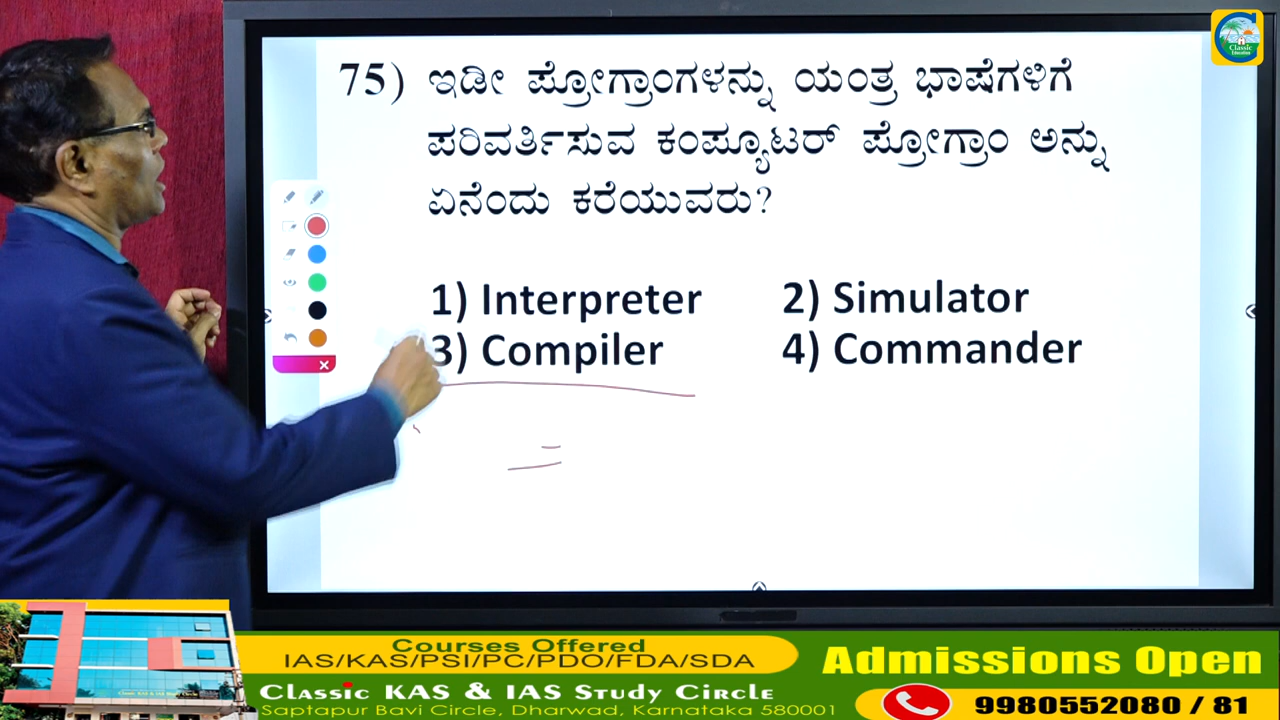 Classic
Education
75) ಇಡೀ ಪ್ರೋಗ್ರಾಂಗಳನ್ನು ಯಂತ್ರ ಭಾಷೆಗಳಿಗೆ
ಪರಿವರ್ತಿಸುವ ಕಂಪ್ಯೂಟರ್ ಪ್ರೋಗ್ರಾಂ ಅನ್ನು
ಏನೆಂದು ಕರೆಯುವರು?
1) Interpreter 2) Simulator
3) Compiler 4) Commander
=
Courses Offered
IAS/KAS/PSI/PC/PDO/FDA/SDA
Classic KAS & IAS Study Circle
Saptapur Bavi Circle, Dharwad, Karnataka 580001
Admissions Open
9980552080 / 81